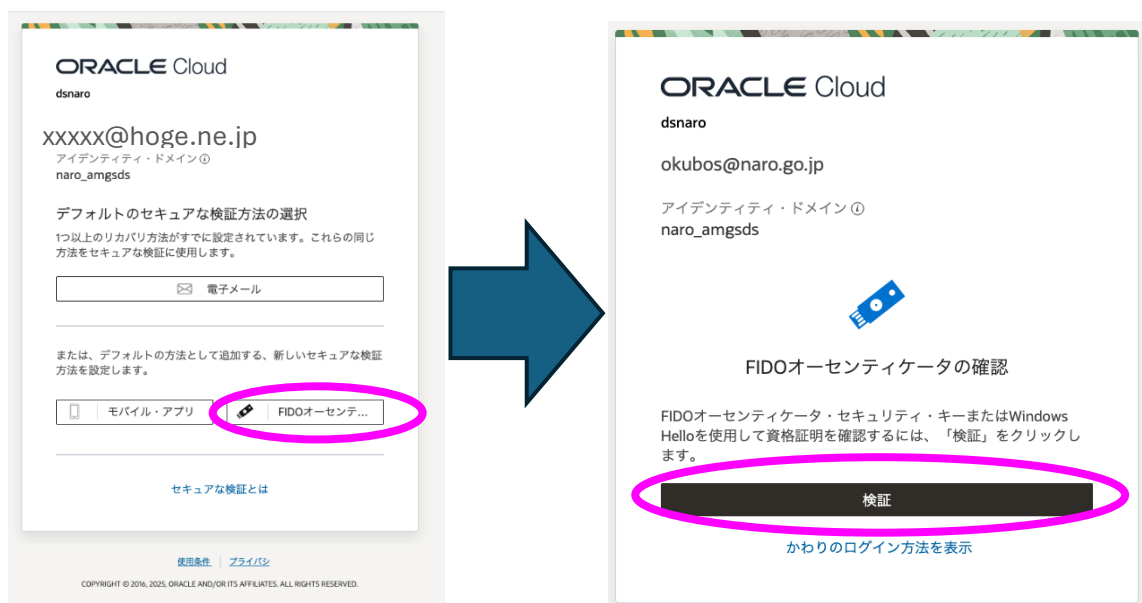 ORACLE Cloud
dsnaro
xxxxx@hoge.ne.jp
アイデンティティ・ドメイン
naro_amgsds
デフォルトのセキュアな検証方法の選択
1つ以上のリカバリ方法がすでに設定されています。これらの同じ
方法をセキュアな検証に使用します。
電子メール
または、デフォルトの方法として追加する、新しいセキュアな検証
方法を設定します。
モバイル・アプリ
FIDOオーセンテ...
セキュアな検証とは
使用条件
プライバシ
COPYRIGHT © 2016, 2025, ORACLE AND/OR ITS AFFILIATES. ALL RIGHTS RESERVED.
ORACLE Cloud
dsnaro
okubos@naro.go.jp
アイデンティティ・ドメイン
naro_amgsds
FIDOオーセンティケータの確認
FIDOオーセンティケータ・セキュリティ・キーまたはWindows
Helloを使用して資格証明を確認するには、「検証」をクリックし
ます。
検証
かわりのログイン方法を表示